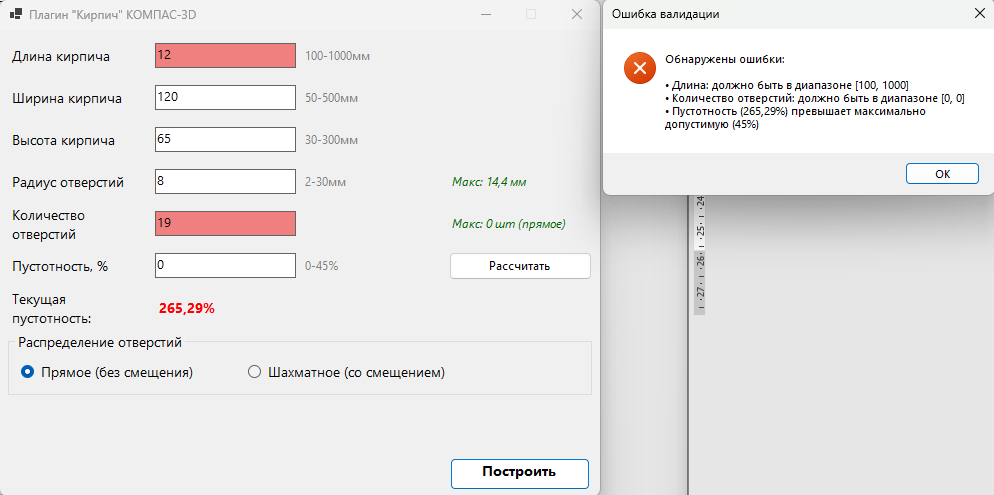 Плагин "Кирпич" КОМПАС-3D
Длина кирпича 12 100-1000мм
Ширина кирпича 120 50-500мм
Высота кирпича 65 30-300мм
Радиус отверстий 8 2-30мм Макс: 14,4 мм
Количество
отверстий 19 Макс: 0 шт (прямое)
Пустотность, % 0 0-45% Рассчитать
Текущая
пустотность: 265,29%
Распределение отверстий
Прямое (без смещения) Шахматное (со смещением)
Построить
Ошибка валидации
Обнаружены ошибки:
• Длина: должно быть в диапазоне [100, 1000]
• Количество отверстий: должно быть в диапазоне [0, 0]
• Пустотность (265,29%) превышает максимально
допустимую (45%)
OK
24
25
26
27